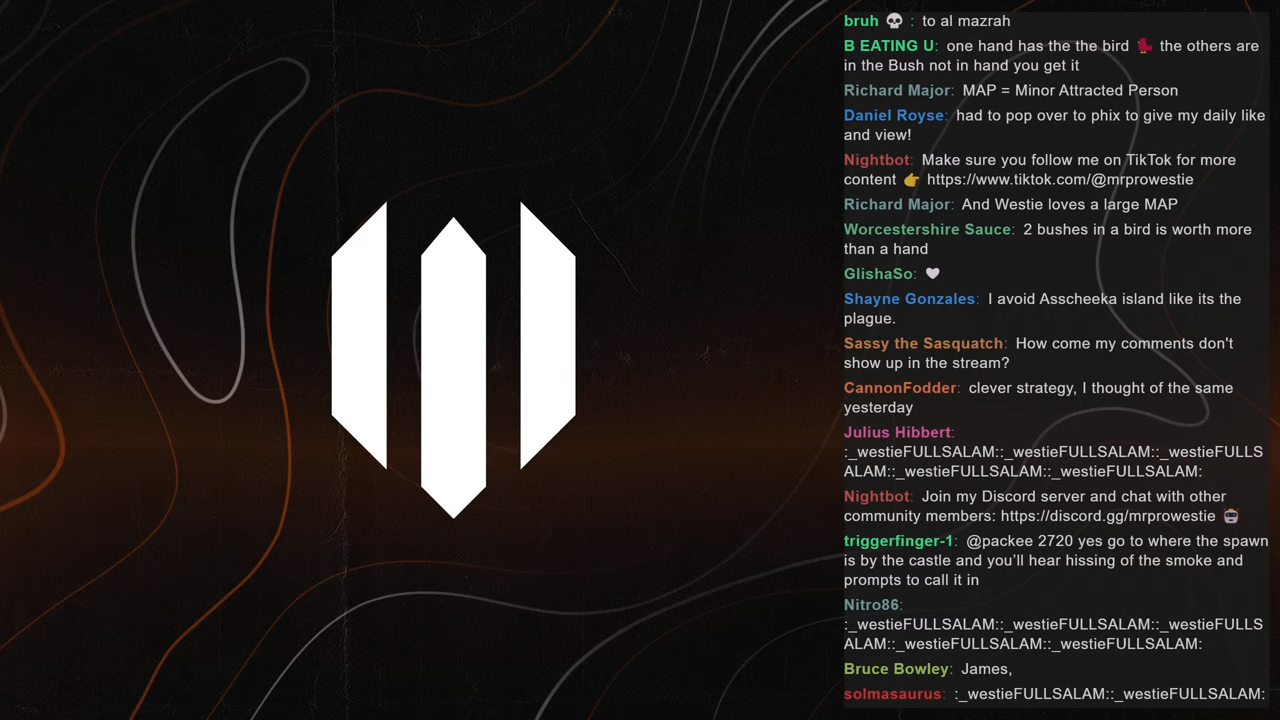 bruh 💀 : to al mazrah
B EATING U: one hand has the the bird 🐦 the others are
in the Bush not in hand you get it
Richard Major: MAP = Minor Attracted Person
Daniel Royse: had to pop over to phix to give my daily like
and view!
Nightbot: Make sure you follow me on TikTok for more
content 👉 https://www.tiktok.com/@mrprowestie
Richard Major: And Westie loves a large MAP
Worcestershire Sauce: 2 bushes in a bird is worth more
than a hand
GlishaSo: 🤍
Shayne Gonzales: I avoid Asscheeka island like its the
plague.
Sassy the Sasquatch: How come my comments don't
show up in the stream?
CannonFodder: clever strategy, I thought of the same
yesterday
Julius Hibbert:
:_westieFULLSALAM::_westieFULLSALAM::_westieFULLS
ALAM::_westieFULLSALAM::_westieFULLSALAM:
Nightbot: Join my Discord server and chat with other
community members: https://discord.gg/mrprowestie 🤖
triggerfinger-1: @packee 2720 yes go to where the spawn
is by the castle and you'll hear hissing of the smoke and
prompts to call it in
Nitro86:
:_westieFULLSALAM::_westieFULLSALAM::_westieFULLS
ALAM::_westieFULLSALAM::_westieFULLSALAM:
Bruce Bowley: James,
solmasaurus: :_westieFULLSALAM::_westieFULLSALAM: